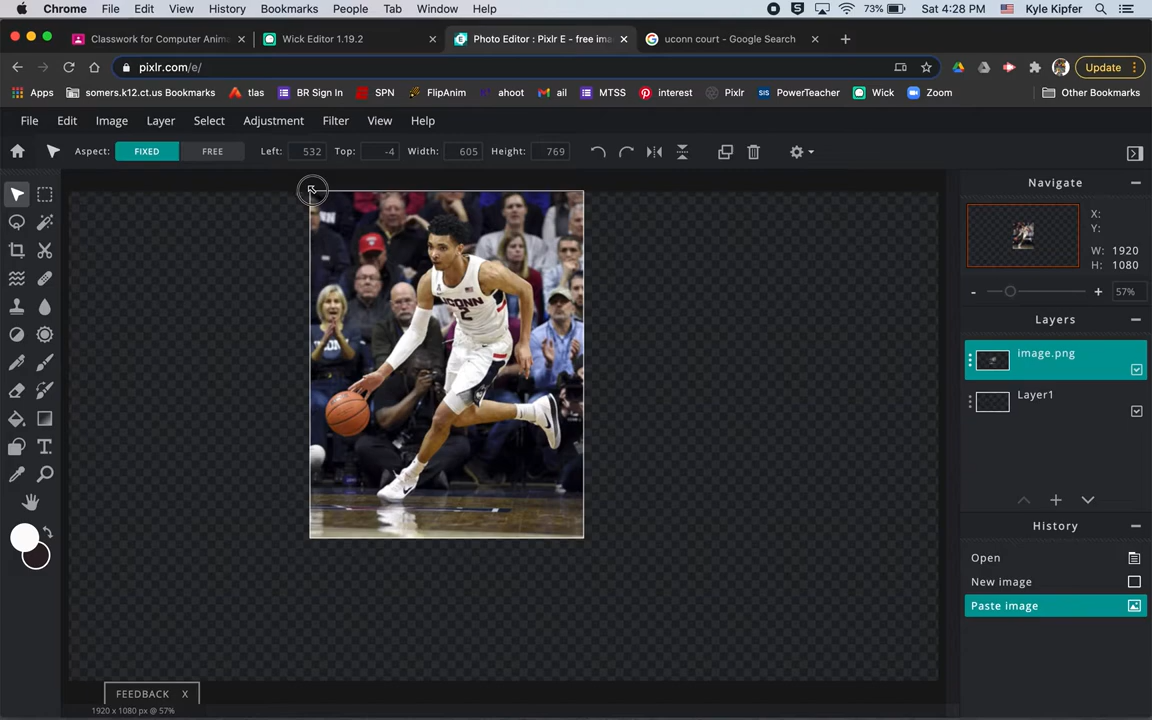 Chrome File Edit View History Bookmarks People Tab Window Help 73% Sat 4:28 PM Kyle Kipfer
Classwork for Computer Anima Wick Editor 1.19.2 Photo Editor : Pixlr E - free ima uconn court - Google Search
pixlr.com/e/ Update
Apps somers.k12.ct.us Bookmarks tlas BR Sign In SPN FlipAnim ahoot ail MTSS interest Pixlr SIS PowerTeacher Wick Zoom Other Bookmarks
File Edit Image Layer Select Adjustment Filter View Help
Aspect: FIXED FREE Left: 532 Top: -4 Width: 605 Height: 769
Navigate
X:
Y:
W: 1920
H: 1080
- + 57%
Layers
image.png
Layer1
UCONN
2
History
Open
New image
Paste image
FEEDBACK X
1920 x 1080 px @ 57%